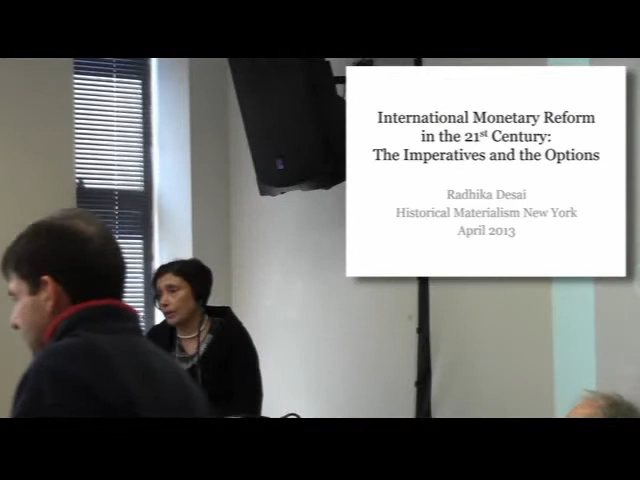 International Monetary Reform
in the 21st Century:
The Imperatives and the Options
Radhika Desai
Historical Materialism New York
April 2013